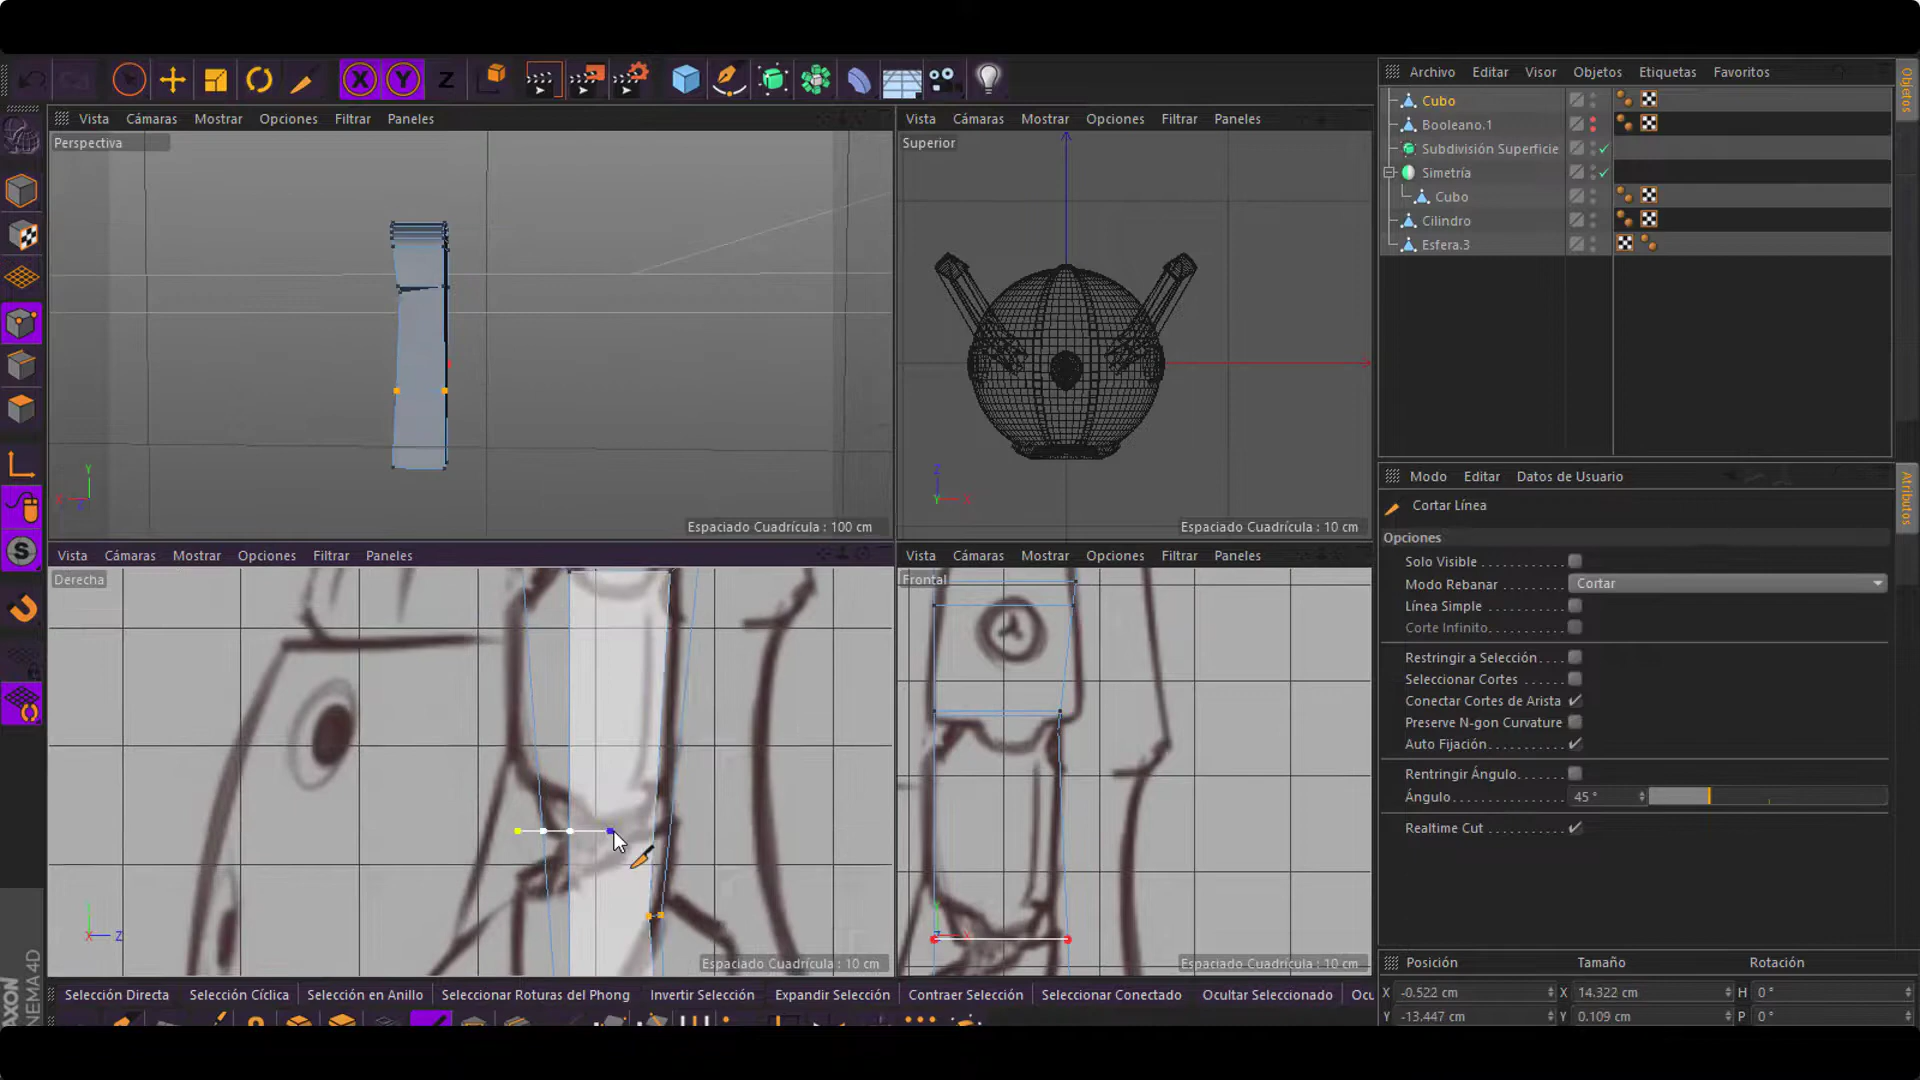 X Y Z
Vista Cámaras Mostrar Opciones Filtrar Paneles
Perspectiva
Y
Espaciado Cuadrícula : 100 cm
Vista Cámaras Mostrar Opciones Filtrar Paneles
Superior
Z
Y X
Espaciado Cuadrícula : 10 cm
Vista Cámaras Mostrar Opciones Filtrar Paneles
Derecha
X Z
Espaciado Cuadrícula : 10 cm
Vista Cámaras Mostrar Opciones Filtrar Paneles
Frontal
Espaciado Cuadrícula : 10 cm
Archivo Editar Visor Objetos Etiquetas Favoritos
Objetos
Cubo
Booleano.1
Subdivisión Superficie
Simetría
Cubo
Cilindro
Esfera.3
Modo Editar Datos de Usuario
Atributos
Cortar Línea
Opciones
Solo Visible
Modo Rebanar Cortar
Línea Simple
Corte Infinito
Restringir a Selección
Seleccionar Cortes
Conectar Cortes de Arista
Preserve N-gon Curvature
Auto Fijación
Rentringir Ángulo
Ángulo 45 °
Realtime Cut
Posición Tamaño Rotación
X -0.522 cm X 14.322 cm H 0 °
Y -13.447 cm Y 0.109 cm P 0 °
Selección Directa Selección Cíclica Selección en Anillo Seleccionar Roturas del Phong Invertir Selección Expandir Selección Contraer Selección Seleccionar Conectado Ocultar Seleccionado Ocu
AXON
NEMA4D